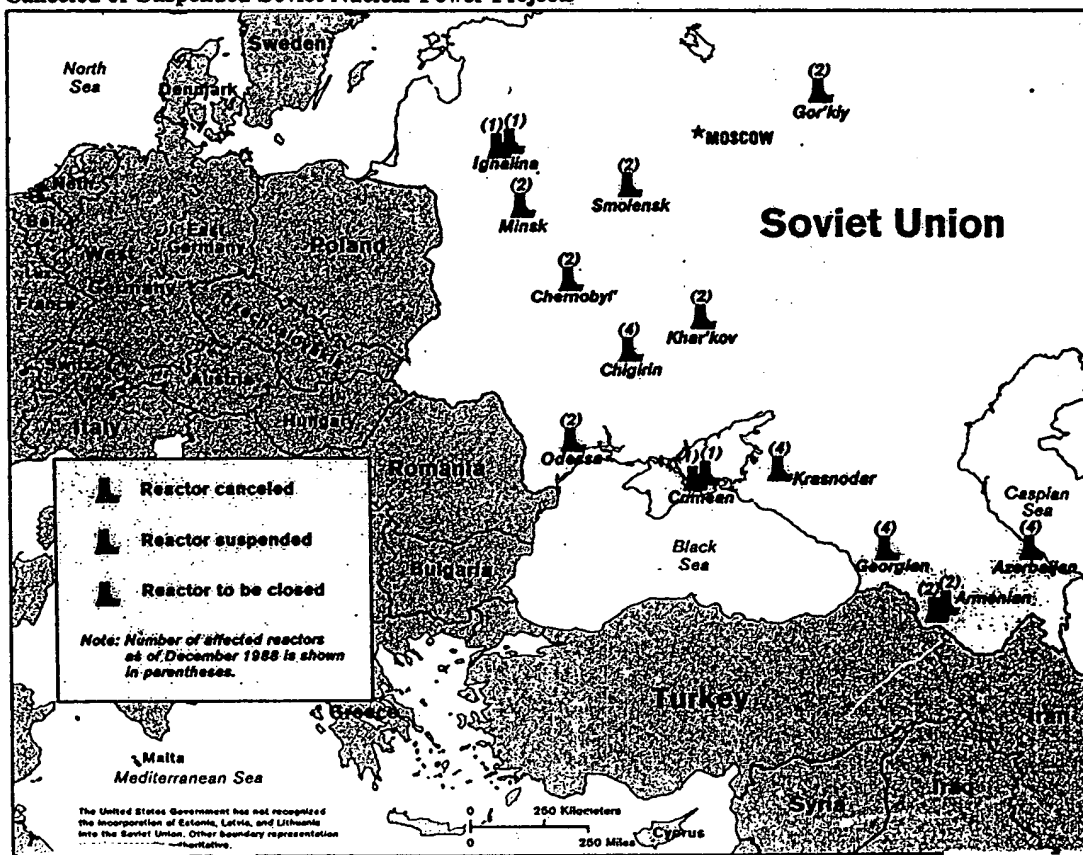 Canceled or Suspended Soviet Nuclear Power Projects
Sweden
North
Sea
Denmark
(2)
Gor'kiy
MOSCOW
(1) (1)
Ignalina
(2)
Smolensk
(2)
Minsk
Soviet Union
Neth.
Bel.
East
Germany
Poland
West
Germany
Lux.
France
(2)
Chernobyl'
(2)
Khar'kov
(4)
Chigirin
Czechoslovakia
Switz.
Austria
Hungary
Italy
(2)
Odessa
Romania
(1) (1)
Crimean
(4)
Krasnodar
Caspian
Sea
Reactor canceled
Reactor suspended
Reactor to be closed
Note: Number of affected reactors
as of December 1988 is shown
in parentheses.
Black
Sea
Bulgaria
(4)
Georgian
(4)
Azerbaijan
(2) (2)
Armenian
Turkey
Greece
Iran
Malta
Mediterranean Sea
Syria
Iraq
Cyprus
The United States Government has not recognized
the incorporation of Estonia, Latvia, and Lithuania
into the Soviet Union. Other boundary representation
authoritative.
0 250 Kilometers
0 250 Miles